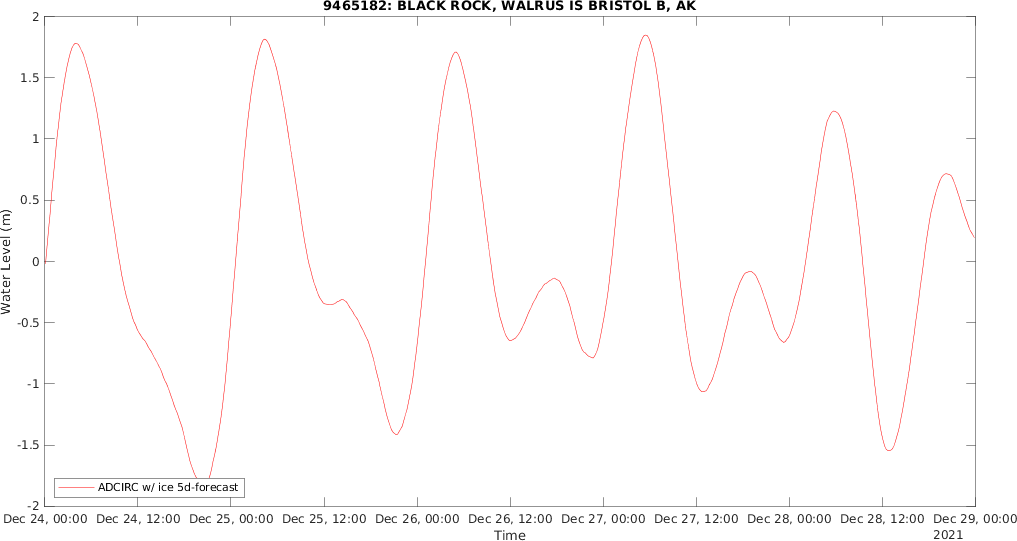 9465182: BLACK ROCK, WALRUS IS BRISTOL B, AK
2
1.5
1
0.5
0
-0.5
-1
-1.5
-2
Water Level (m)
ADCIRC w/ ice 5d-forecast
Dec 24, 00:00 Dec 24, 12:00 Dec 25, 00:00 Dec 25, 12:00 Dec 26, 00:00 Dec 26, 12:00 Dec 27, 00:00 Dec 27, 12:00 Dec 28, 00:00 Dec 28, 12:00 Dec 29, 00:00
Time
2021